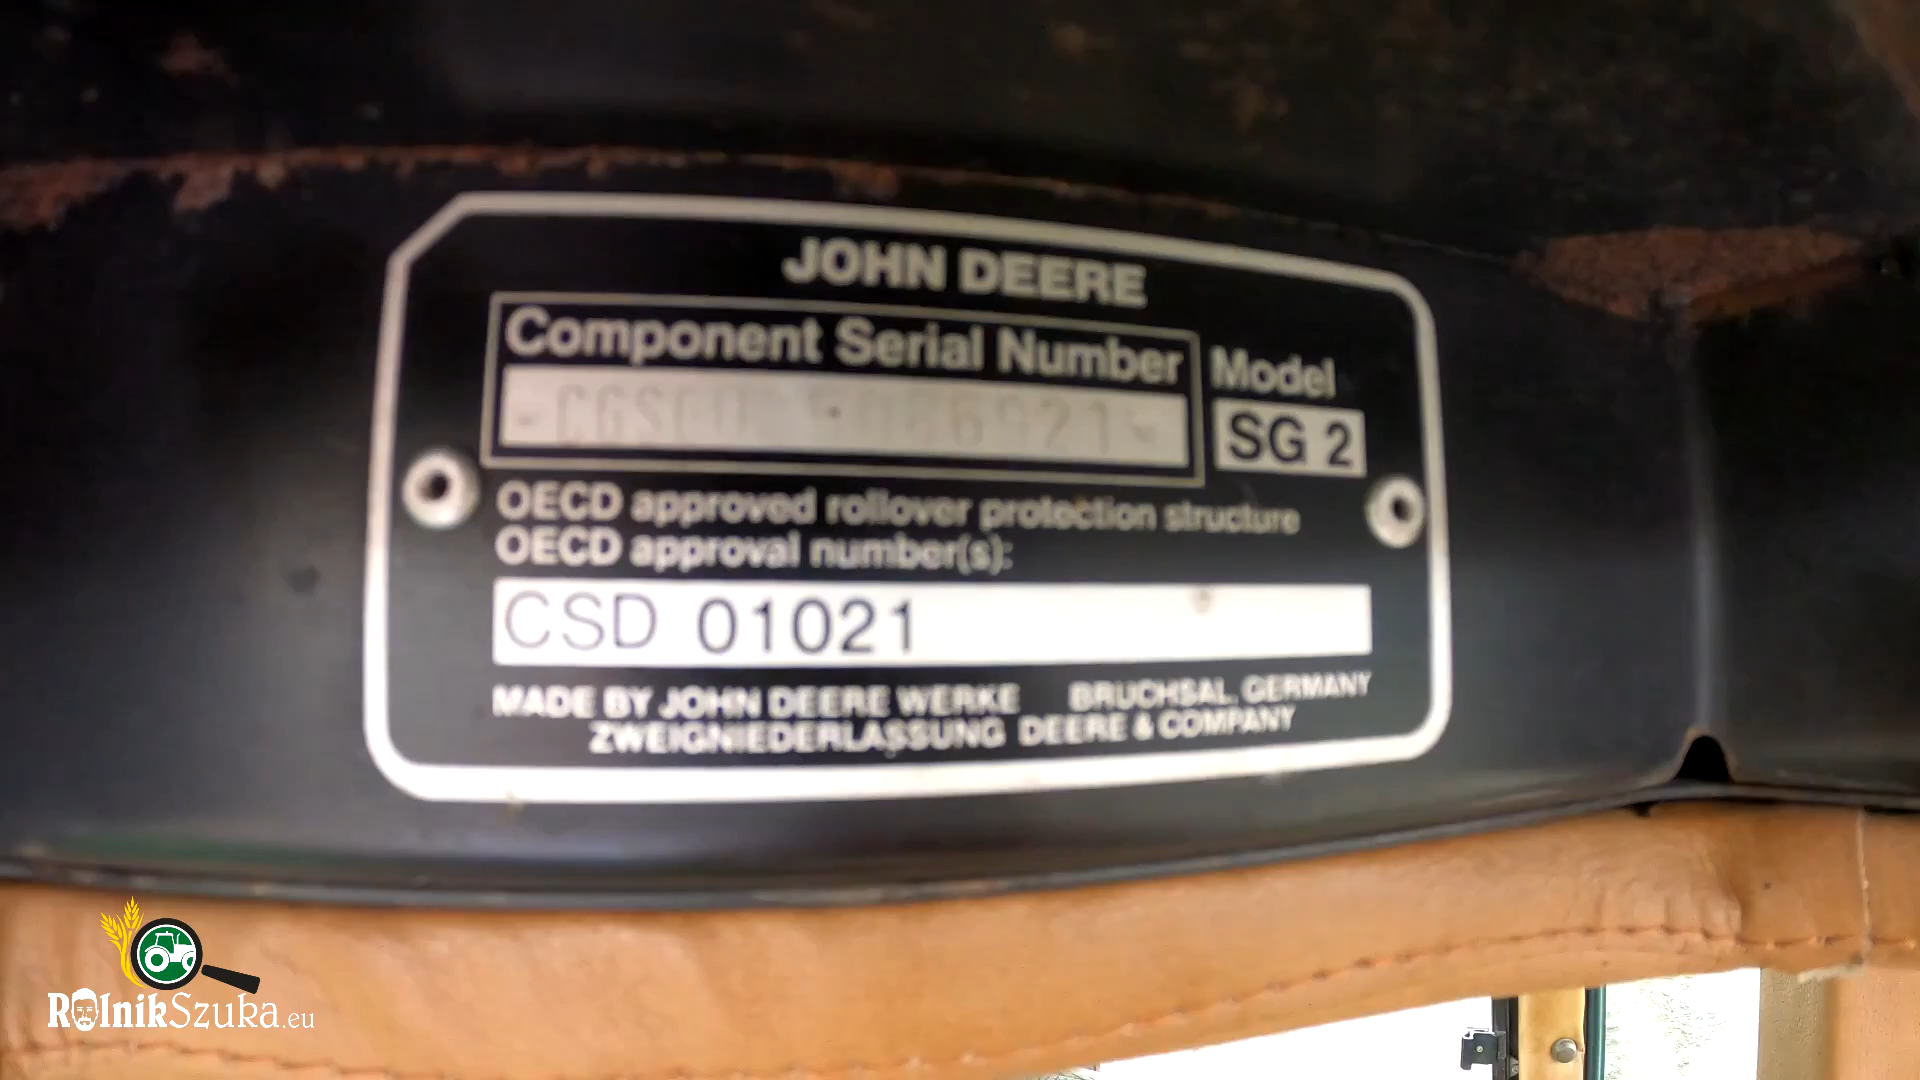 JOHN DEERE
Component Serial Number
Model
SG 2
OECD approved rollover protection structure
OECD approval number(s):
CSD 01021
MADE BY JOHN DEERE WERKE BRUCHSAL, GERMANY
ZWEIGNIEDERLASSUNG DEERE & COMPANY
RolnikSzuka.eu